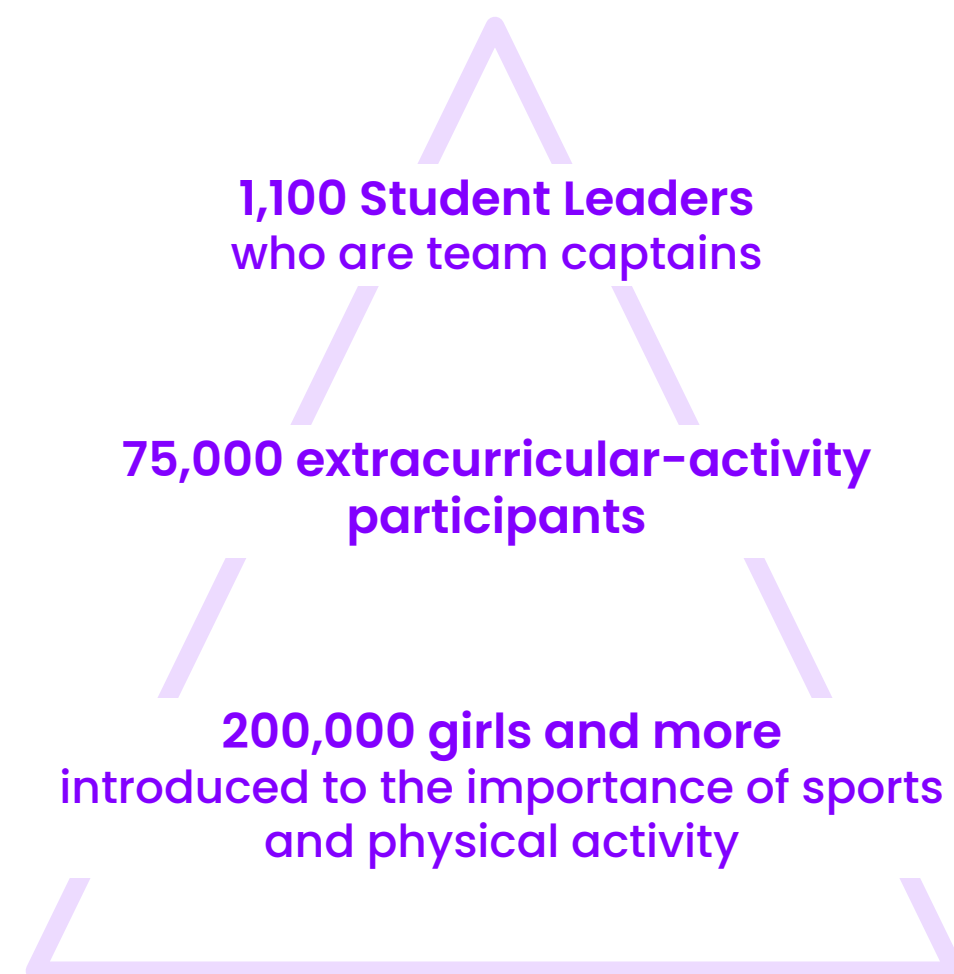 1,100 Student Leaders
who are team captains
75,000 extracurricular-activity
participants
200,000 girls and more
introduced to the importance of sports
and physical activity